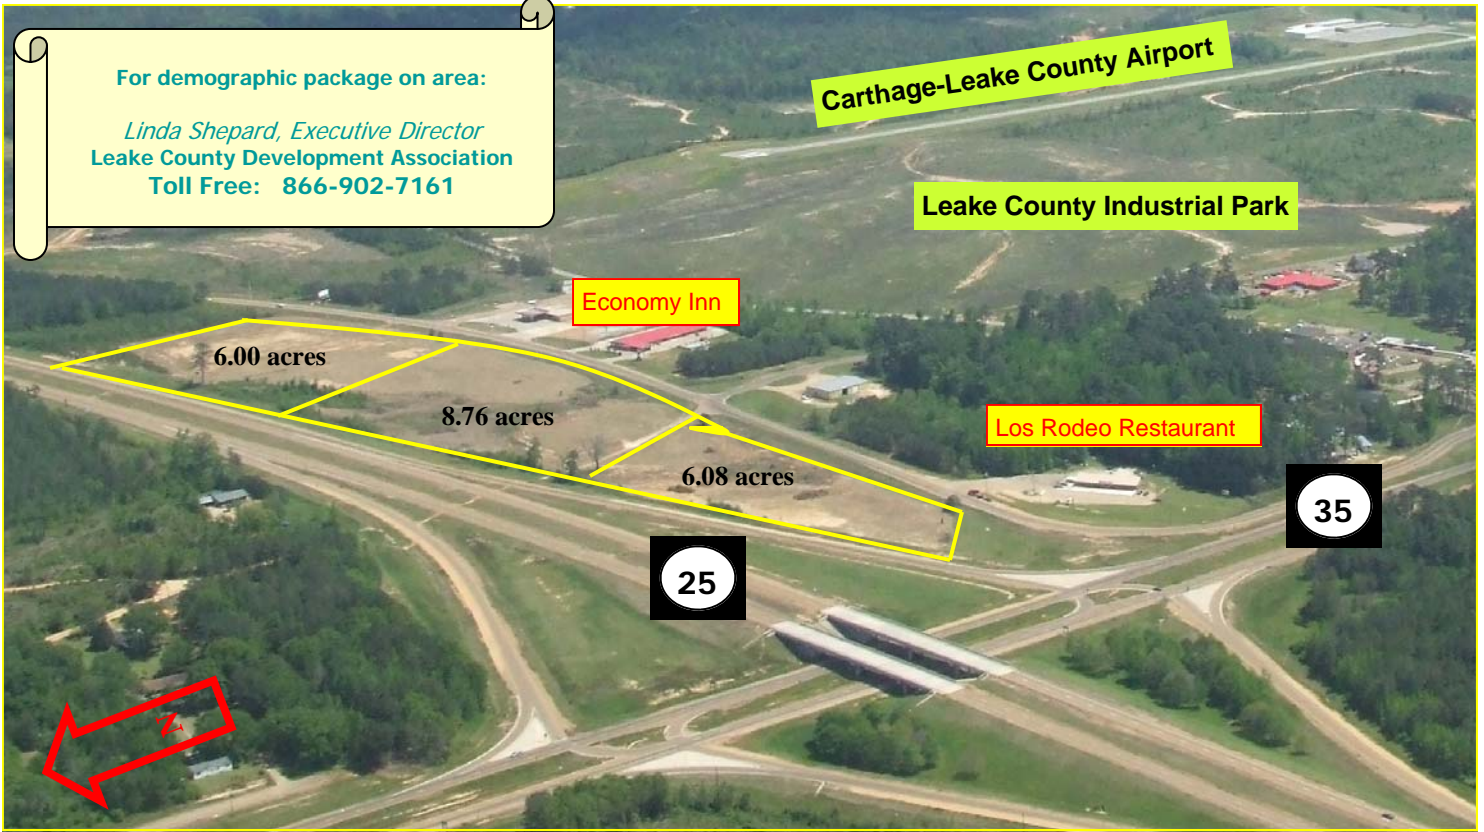 For demographic package on area:
Linda Shepard, Executive Director
Leake County Development Association
Toll Free: 866-902-7161
Carthage-Leake County Airport
Leake County Industrial Park
Economy Inn
6.00 acres
8.76 acres
6.08 acres
Los Rodeo Restaurant
35
25
N